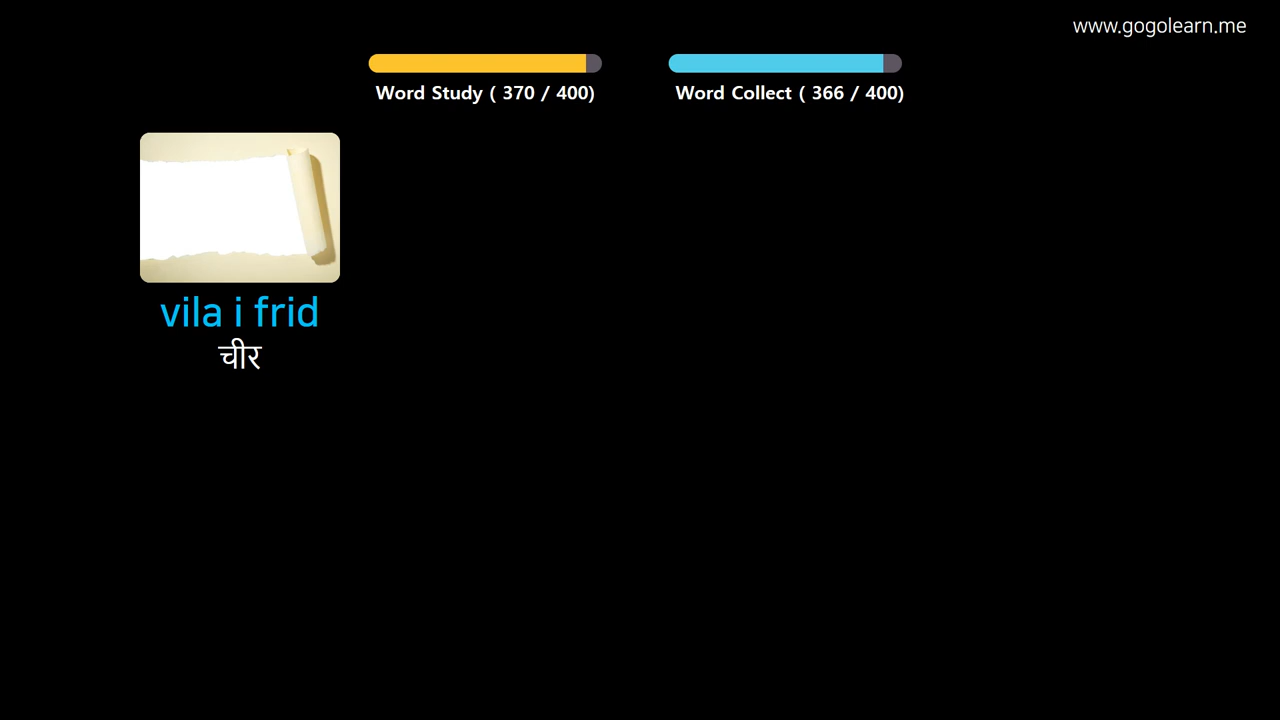 www.gogolearn.me
Word Study ( 370 / 400)
Word Collect ( 366 / 400)
vila i frid
चीर